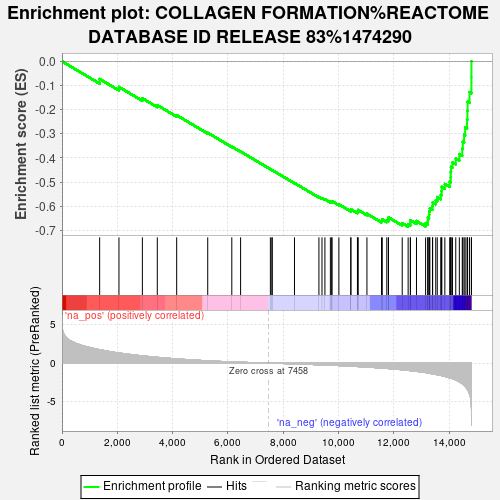 Enrichment plot: COLLAGEN FORMATION%REACTOME
DATABASE ID RELEASE 83%1474290
Enrichment score (ES)
0.0
-0.1
-0.2
-0.3
-0.4
-0.5
-0.6
-0.7
'na_pos' (positively correlated)
Ranked list metric (PreRanked)
5
0
-5
Zero cross at 7458
'na_neg' (negatively correlated)
0 2,000 4,000 6,000 8,000 10,000 12,000 14,000
Rank in Ordered Dataset
Enrichment profile Hits Ranking metric scores